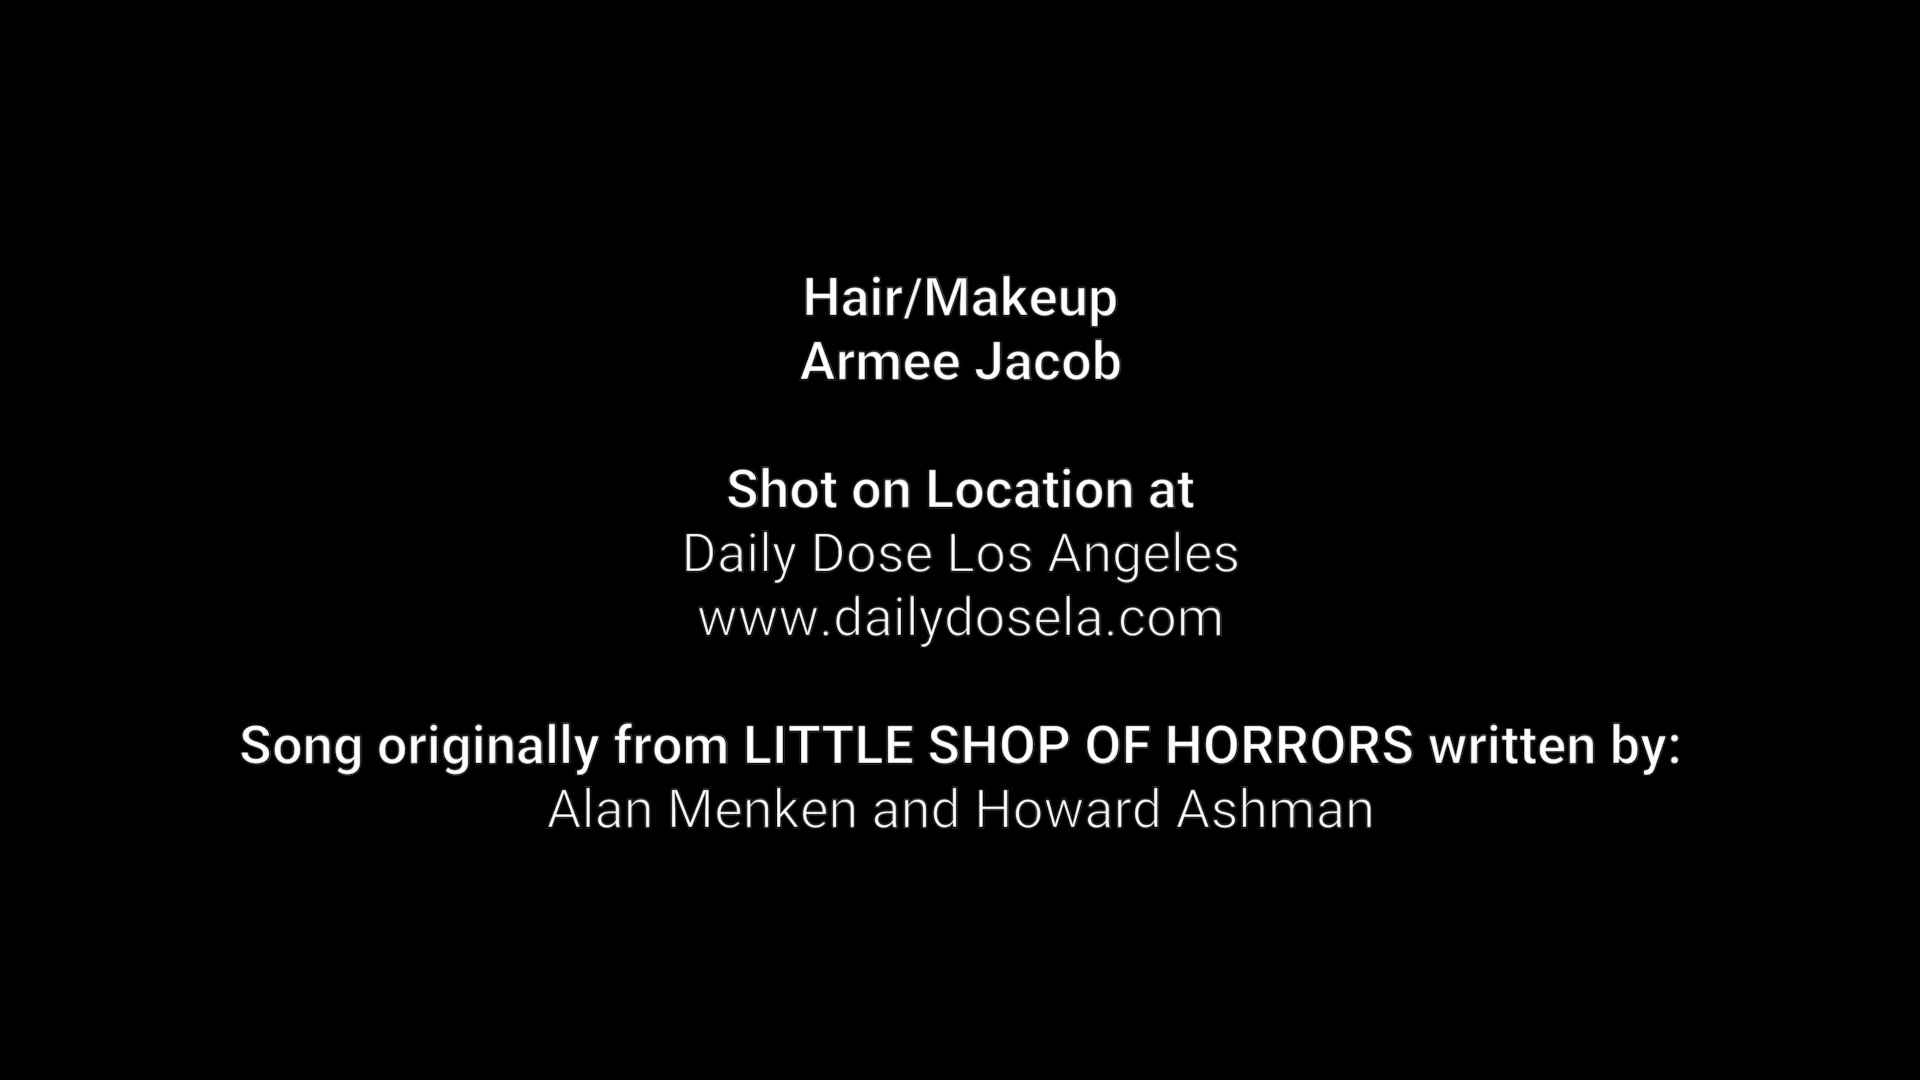 Hair/Makeup
Armee Jacob
Shot on Location at
Daily Dose Los Angeles
www.dailydosela.com
Song originally from LITTLE SHOP OF HORRORS written by:
Alan Menken and Howard Ashman